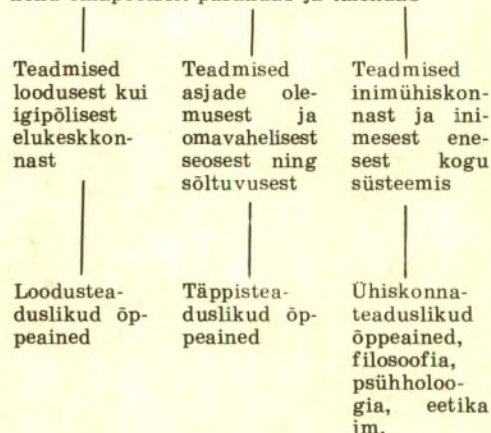 ja
Teadmised
loodusest kui
igipõlisest
elukeskkon-
nast
Teadmised
asjade ole-
musest ja
omavahelisest
seosest ning
sõltuvusest
Teadmised
inimühiskon-
nast ja ini-
mesest ene-
sest kogu
süsteemis
Loodustea-
duslikud õp-
peained
Täppistea-
duslikud õp-
peained
Ühiskonna-
teaduslikud
õppeained,
filosoofia,
psühholoo-
gia, eetika
jm.